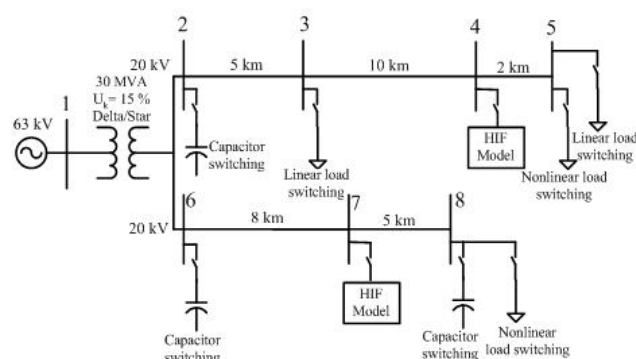 2
3
4
5
20 kV
5 km
10 km
2 km
30 MVA
Uk= 15 %
Delta/Star
1
63 kV
Capacitor
switching
Linear load
switching
HIF
Model
Linear load
switching
Nonlinear load
switching
6
7
8
20 kV
8 km
5 km
HIF
Model
Capacitor
switching
Capacitor
switching
Nonlinear
load switching